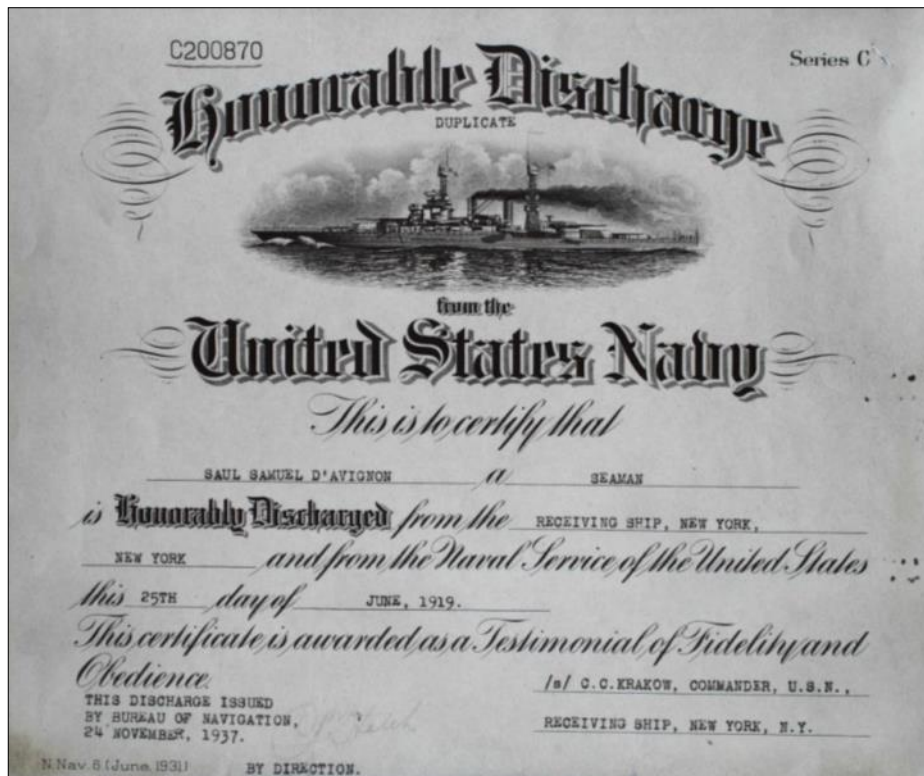 C200870
Series C
Honorable Discharge
DUPLICATE
from the
United States Navy
This is to certify that
SAUL SAMUEL D'AVIGNON a SEAMAN
is Honorably Discharged from the RECEIVING SHIP, NEW YORK,
NEW YORK and from the Naval Service of the United States
this 25TH day of JUNE, 1919.
This certificate is awarded as a Testimonial of Fidelity and
Obedience.
/s/ C.C.KRAKOW, COMMANDER, U.S.N.,
THIS DISCHARGE ISSUED
BY BUREAU OF NAVIGATION,
24 NOVEMBER, 1937.
RECEIVING SHIP, NEW YORK, N.Y.
N. Nav. 6 (June, 1931)
BY DIRECTION.